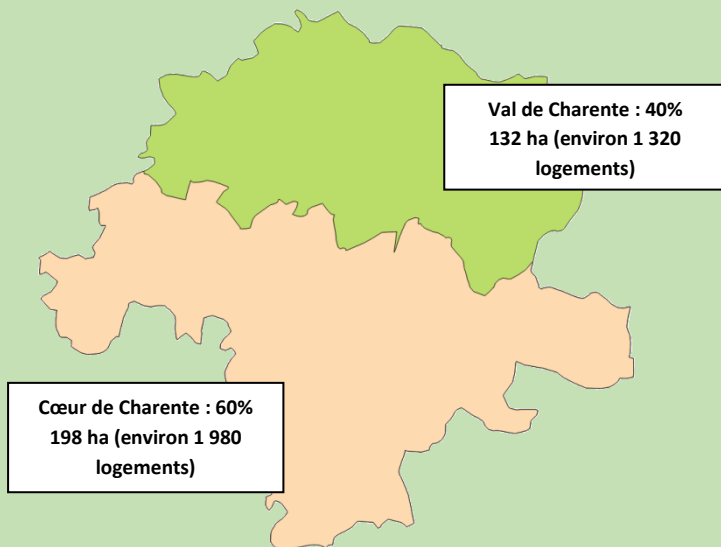 Val de Charente : 40%
132 ha (environ 1 320
logements)
Cœur de Charente : 60%
198 ha (environ 1 980
logements)